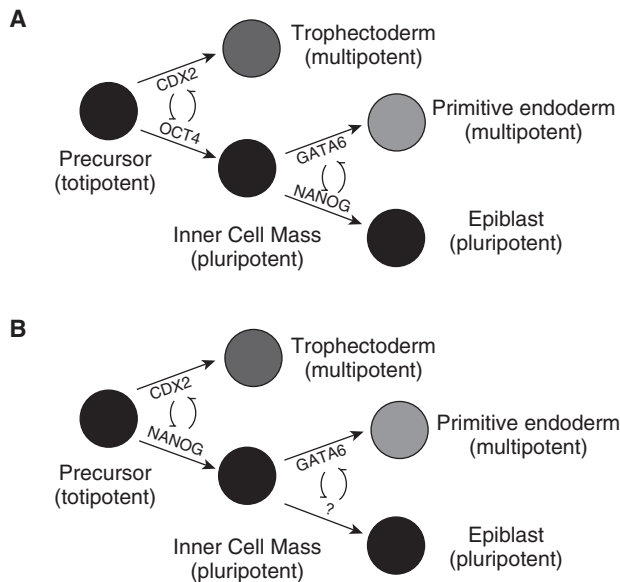 A
Trophectoderm
(multipotent)
CDX2
OCT4
Precursor
(totipotent)
Primitive endoderm
(multipotent)
GATA6
NANOG
Inner Cell Mass
(pluripotent)
Epiblast
(pluripotent)
B
Trophectoderm
(multipotent)
CDX2
NANOG
Precursor
(totipotent)
Primitive endoderm
(multipotent)
GATA6
?
Inner Cell Mass
(pluripotent)
Epiblast
(pluripotent)